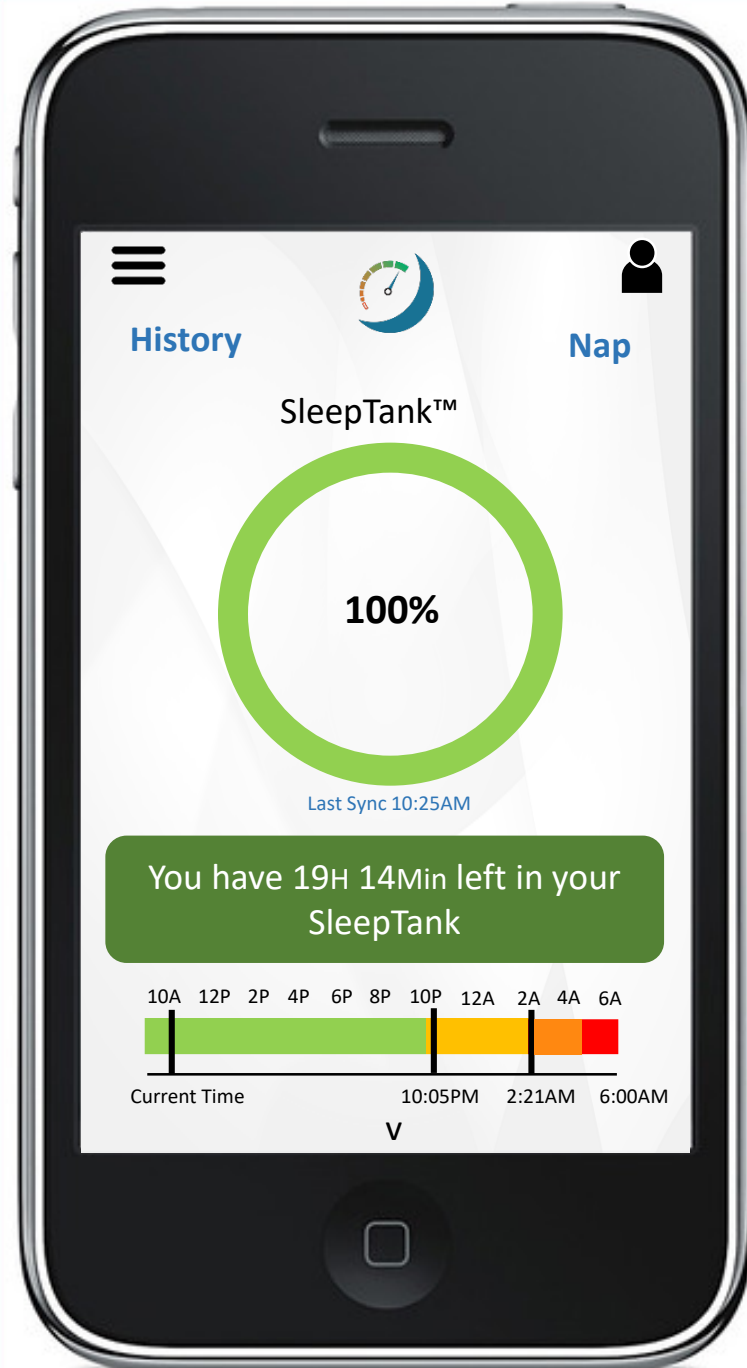 History
Nap
SleepTank™
100%
Last Sync 10:25AM
You have 19H 14Min left in your
SleepTank
10A 12P 2P 4P 6P 8P 10P 12A 2A 4A 6A
Current Time 10:05PM 2:21AM 6:00AM
V